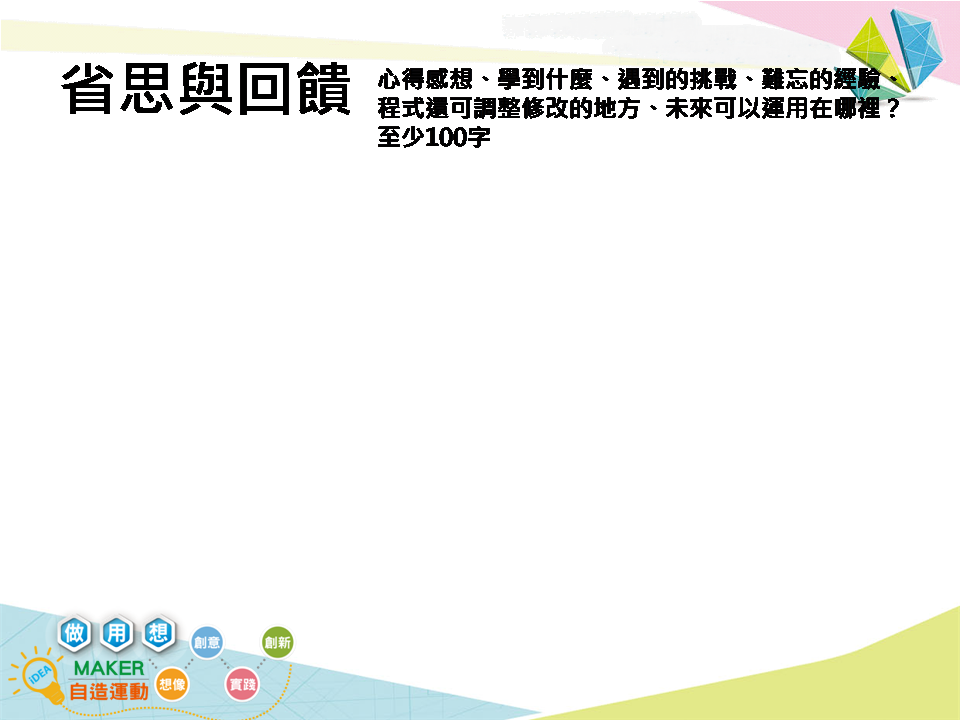 省思與回饋
心得感想、學到什麼、遇到的挑戰、難忘的經驗、
程式還可調整修改的地方、未來可以運用在哪裡？
至少100字
做 用 想
創意 創新
iDEA
MAKER
自造運動
想像 實踐